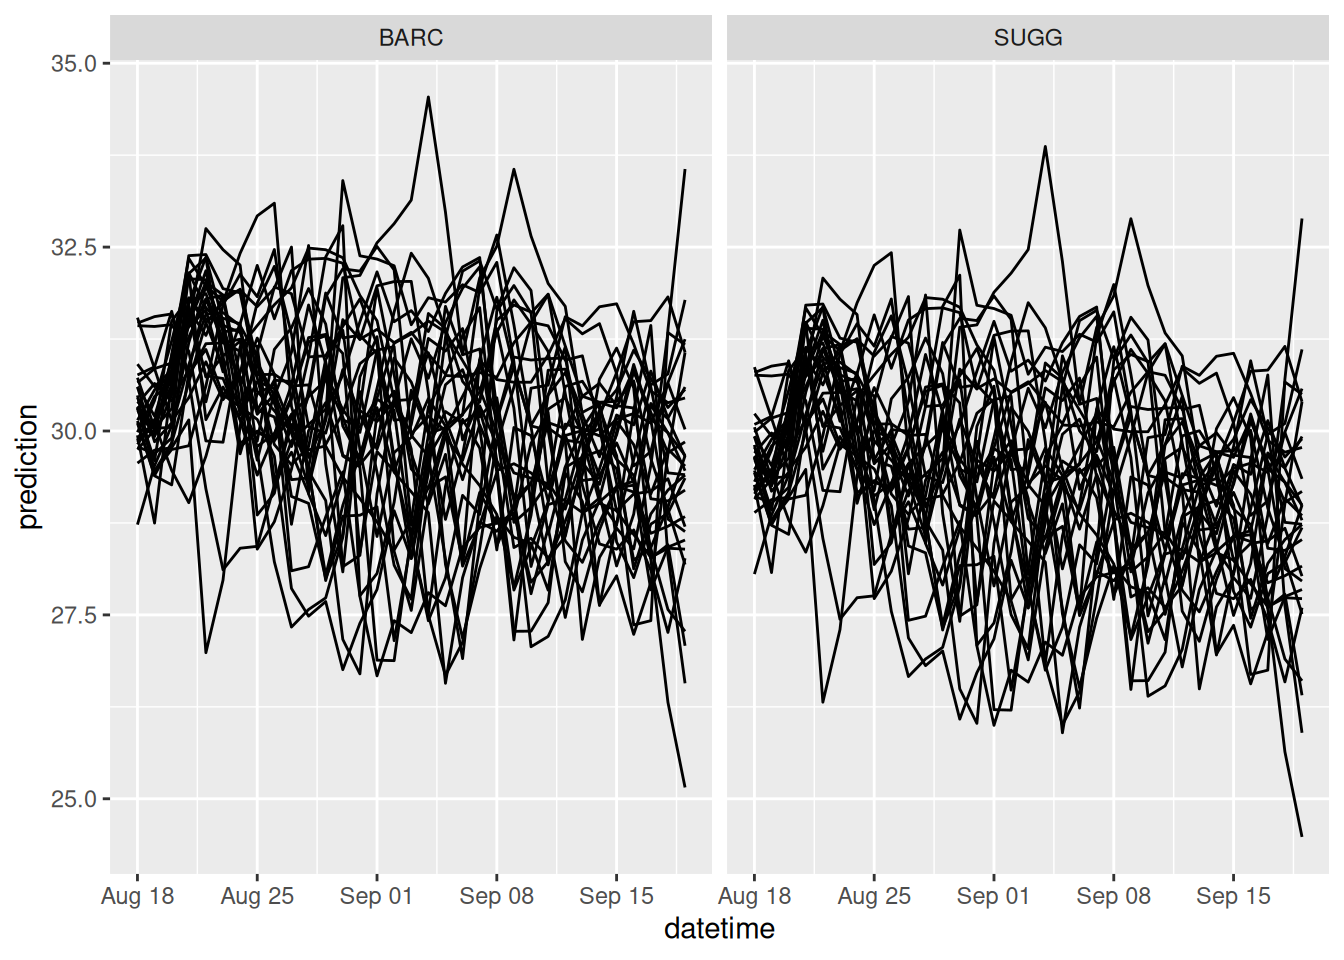 BARC SUGG
35.0
32.5
30.0
27.5
25.0
prediction
Aug 18 Aug 25 Sep 01 Sep 08 Sep 15 Aug 18 Aug 25 Sep 01 Sep 08 Sep 15
datetime